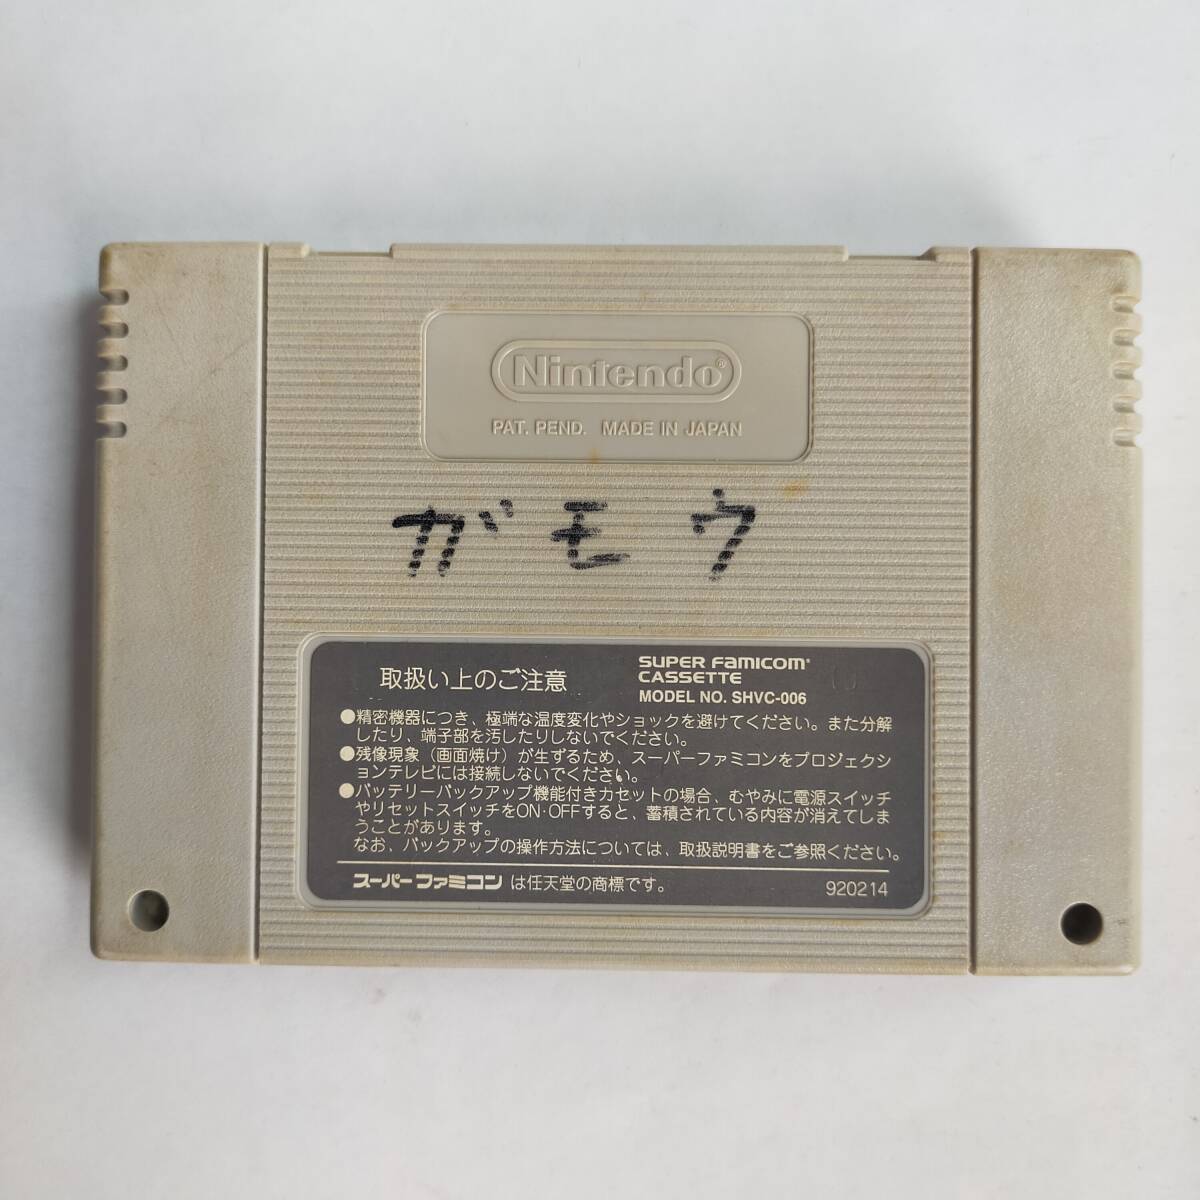 Nintendo®
PAT. PEND. MADE IN JAPAN
ガモウ
取扱い上のご注意
SUPER FAMICOM®
CASSETTE
MODEL NO. SHVC-006
●精密機器につき、極端な温度変化やショックを避けてください。また分解
したり、端子部を汚したりしないでください。
●残像現象（画面焼け）が生ずるため、スーパーファミコンをプロジェクシ
ョンテレビには接続しないでください。
●バッテリーバックアップ機能付きカセットの場合、むやみに電源スイッチ
やリセットスイッチをON·OFFすると、蓄積されている内容が消えてしま
うことがあります。
なお、バックアップの操作方法については、取扱説明書をご参照ください。
スーパーファミコン は任天堂の商標です。
920214